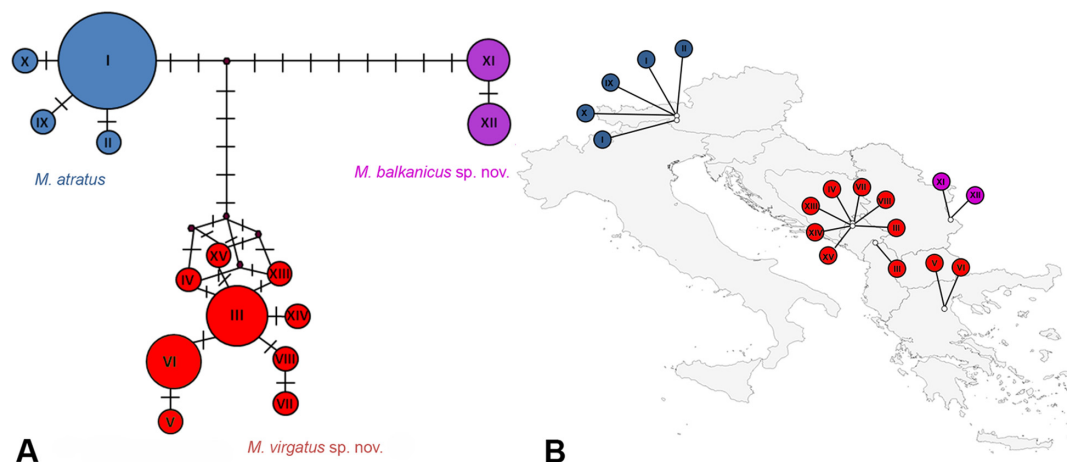 X
I
IX
II
M. atratus
XI
XII
M. balkanicus sp. nov.
XV
IV
XIII
III
XIV
VI
VIII
V
VII
M. virgatus sp. nov.
A
II
I
IX
X
I
XI
XII
IV
VII
XIII
VIII
XIV
III
XV
III
V
VI
B